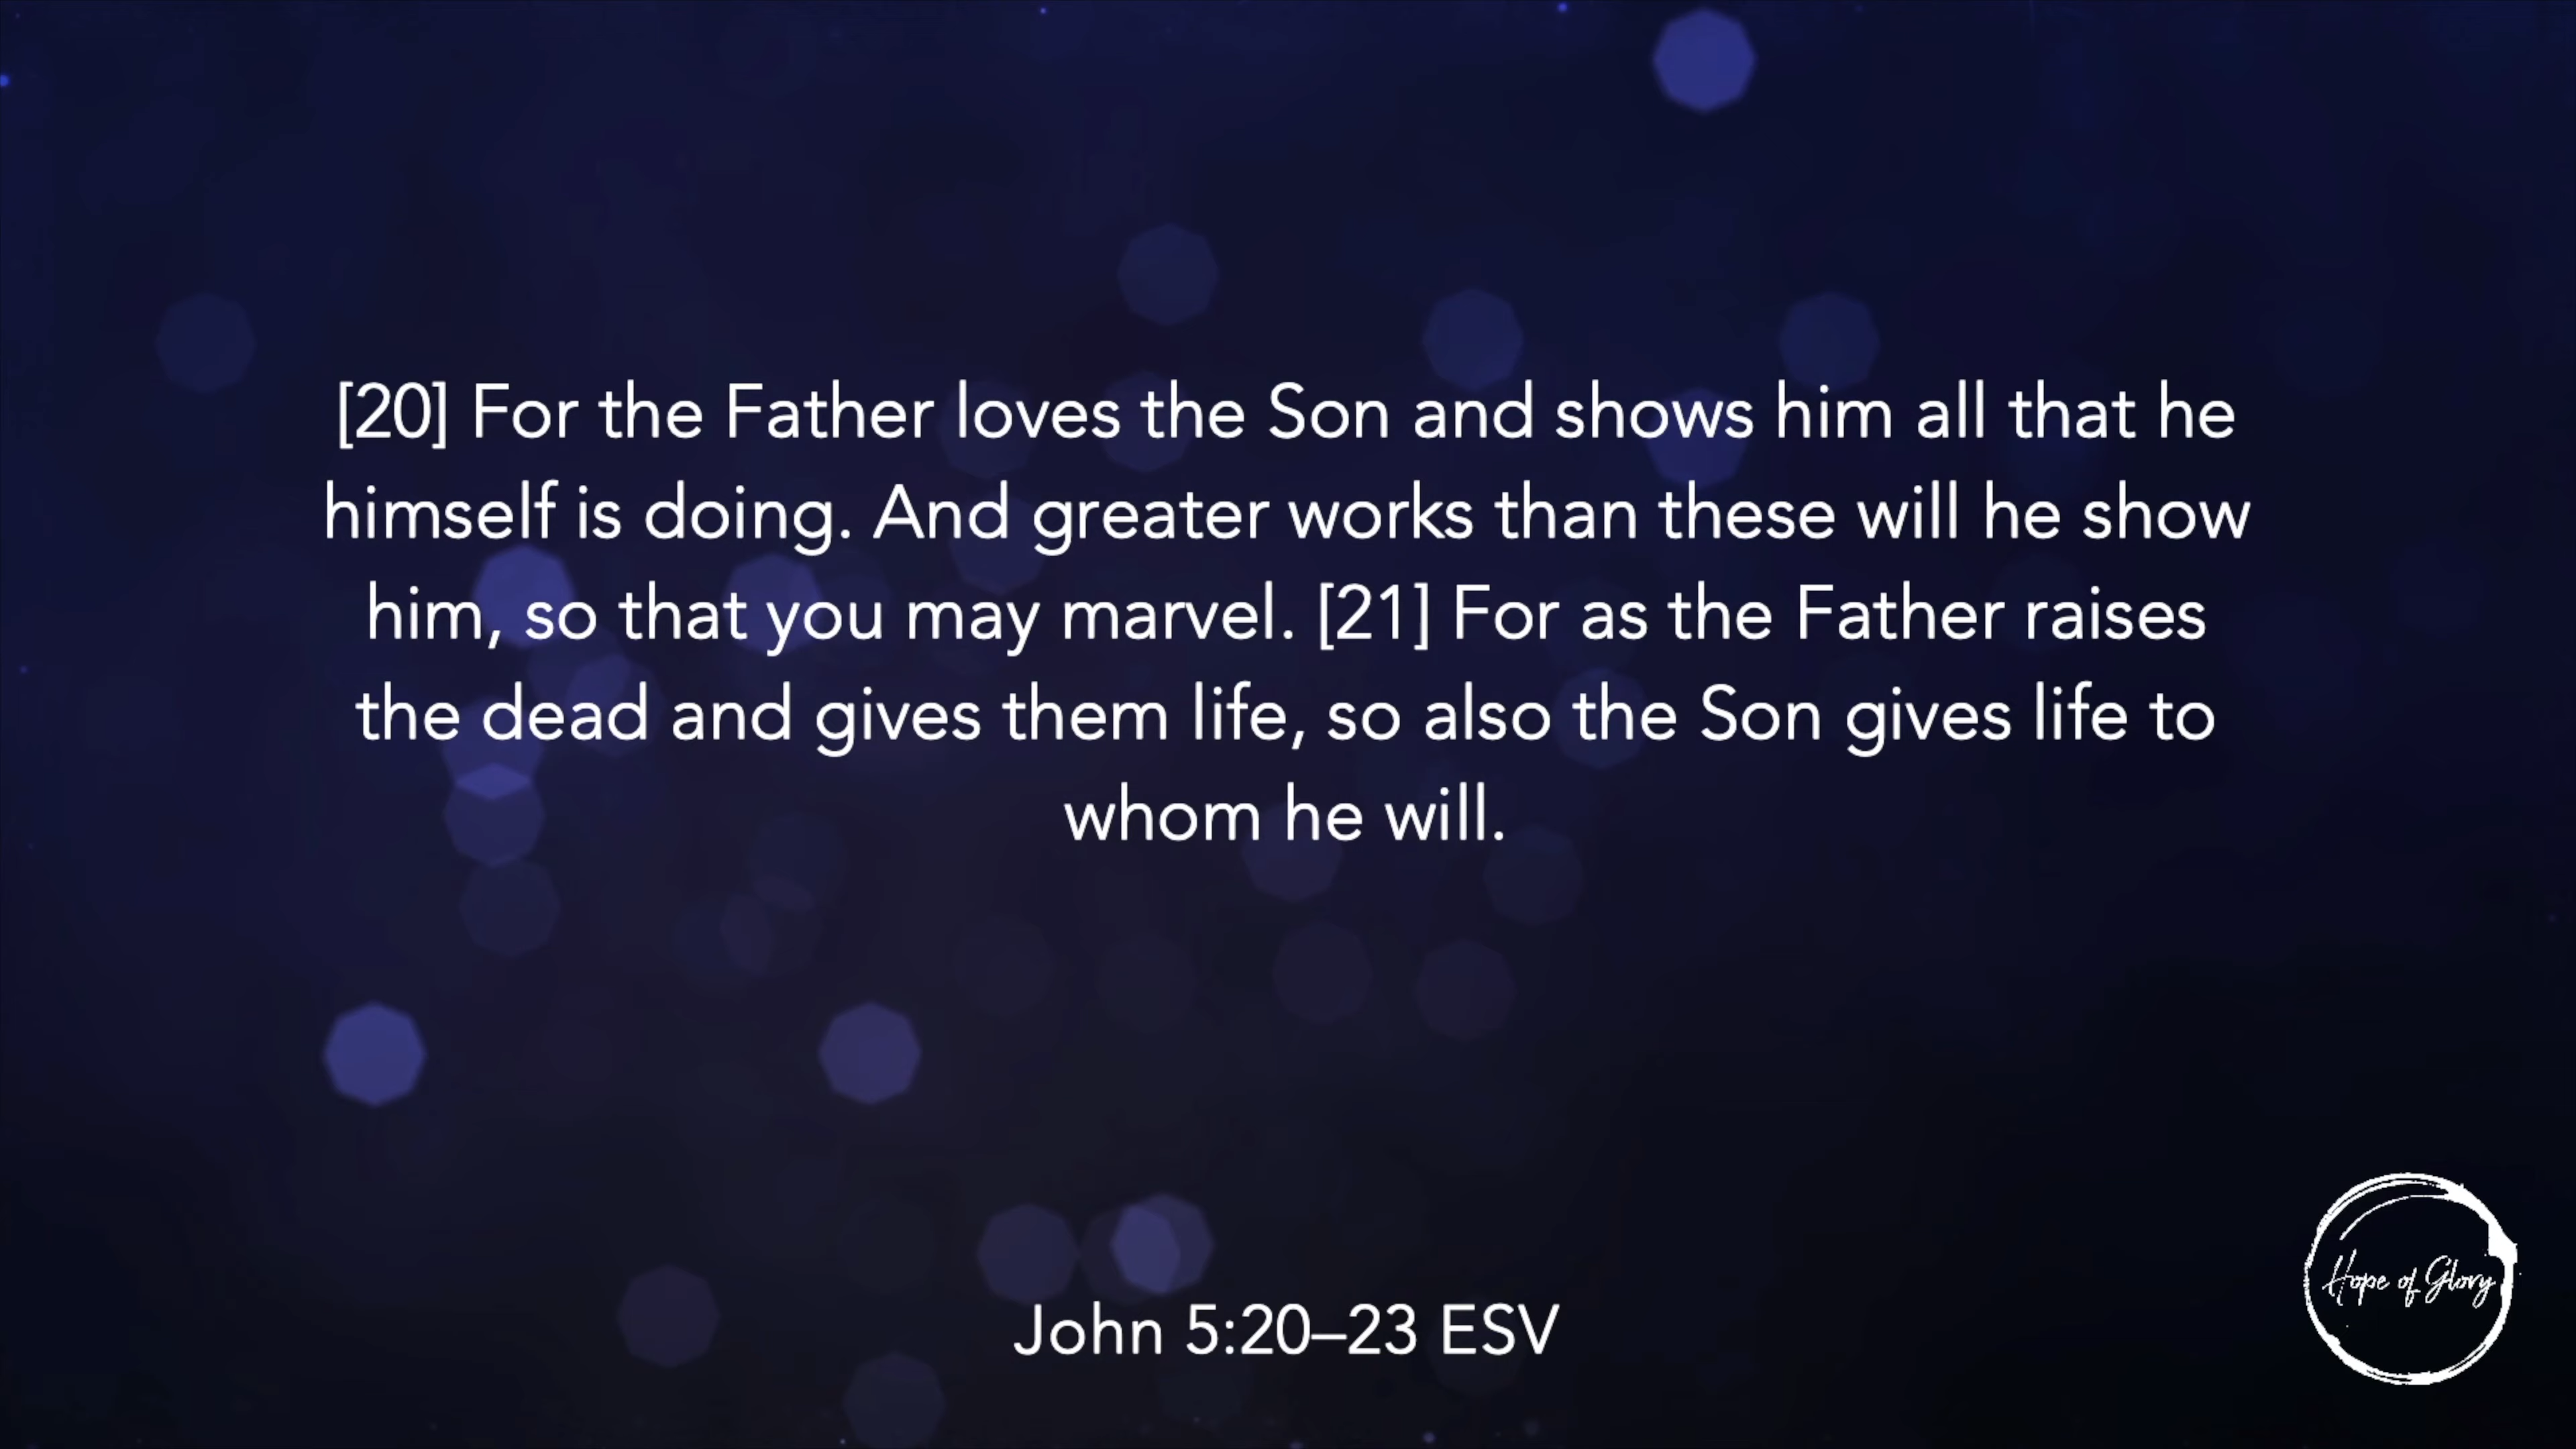 [20] For the Father loves the Son and shows him all that he
himself is doing. And greater works than these will he show
him, so that you may marvel. [21] For as the Father raises
the dead and gives them life, so also the Son gives life to
whom he will.
Hope of Glory
John 5:20–23 ESV